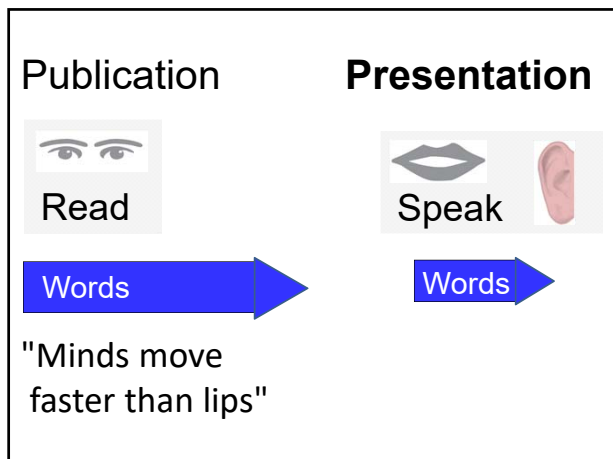 Publication
Presentation
Read
Speak
Words
Words
"Minds move
faster than lips"